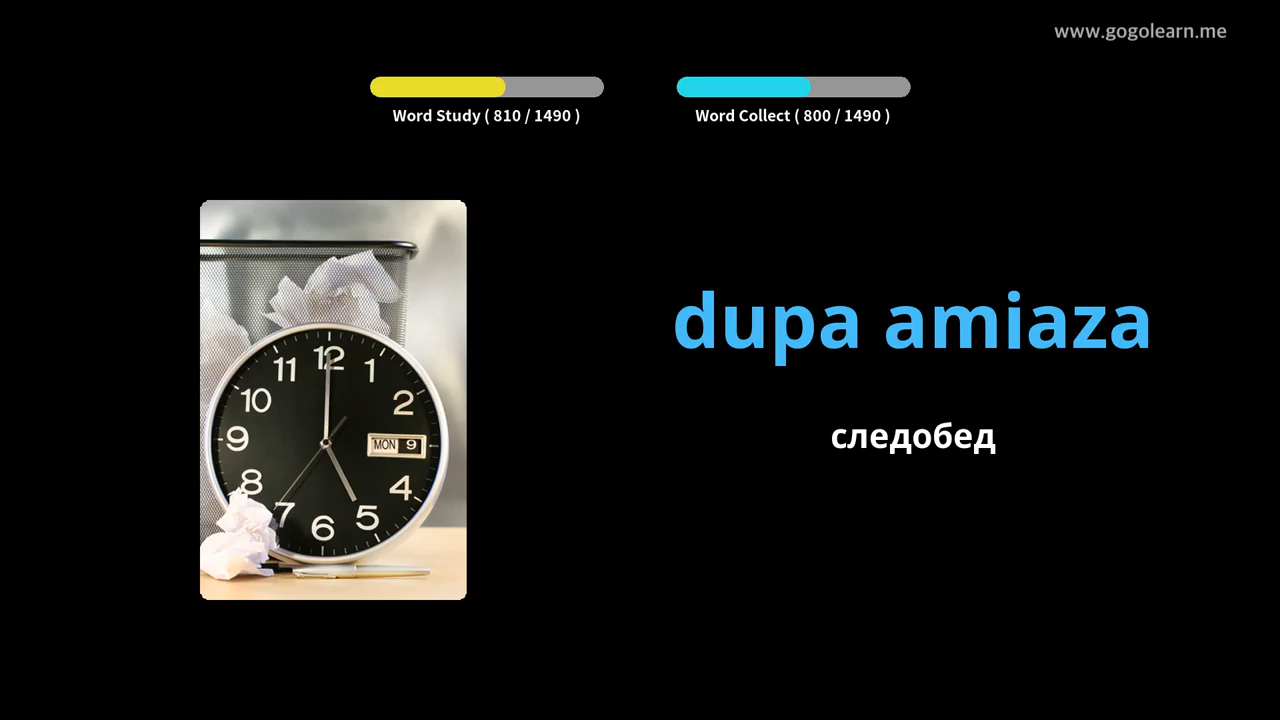 www.gogolearn.me
Word Study ( 810 / 1490 )
Word Collect ( 800 / 1490 )
dupa amiaza
следобед
12
11
1
10
2
9
MON 9
8
4
7
5
6